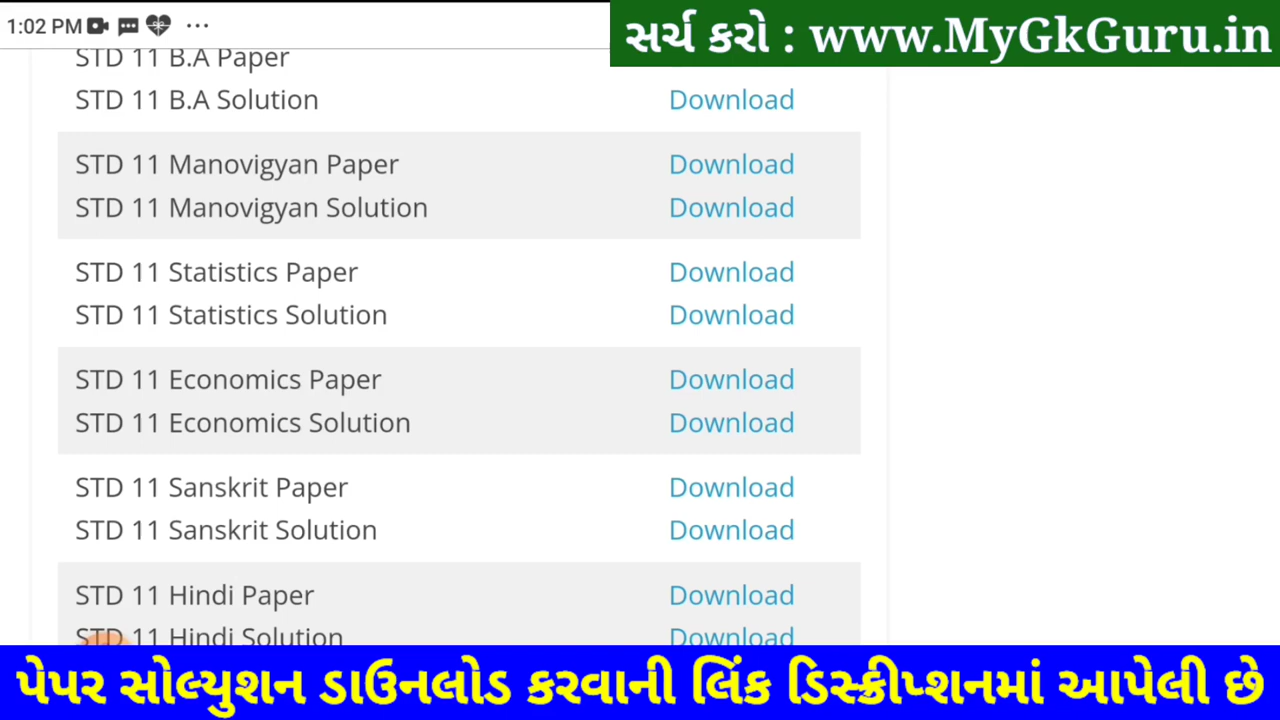 1:02 PM ...
સર્ચ કરો : www.MyGkGuru.in
STD 11 B.A Paper
STD 11 B.A Solution Download
STD 11 Manovigyan Paper Download
STD 11 Manovigyan Solution Download
STD 11 Statistics Paper Download
STD 11 Statistics Solution Download
STD 11 Economics Paper Download
STD 11 Economics Solution Download
STD 11 Sanskrit Paper Download
STD 11 Sanskrit Solution Download
STD 11 Hindi Paper Download
STD 11 Hindi Solution Download
પેપર સોલ્યુશન ડાઉનલોડ કરવાની લિંક ડિસ્ક્રીપ્શનમાં આપેલી છે